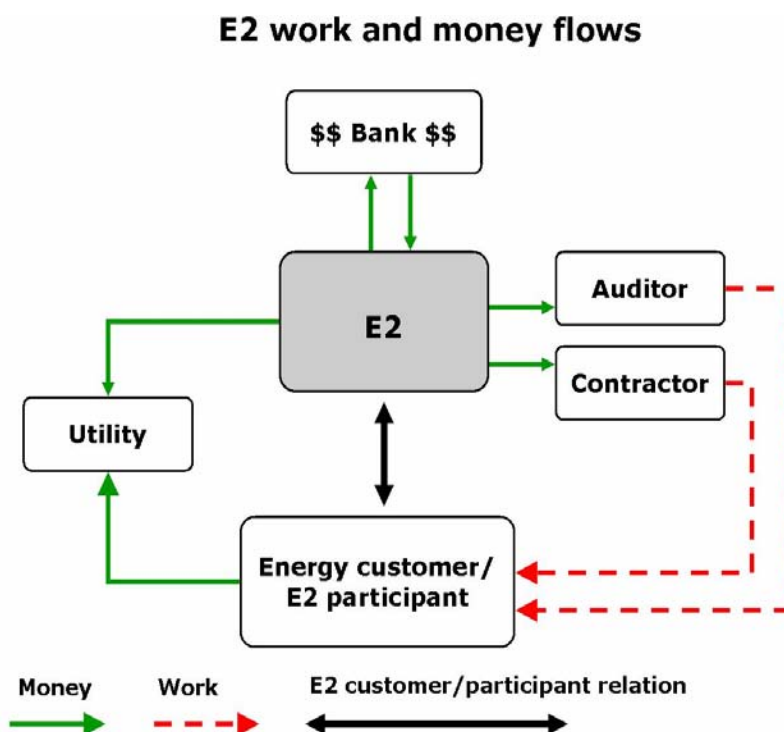 E2 work and money flows
$$ Bank $$
E2
Auditor
Contractor
Utility
Energy customer/
E2 participant
Money
Work
E2 customer/participant relation